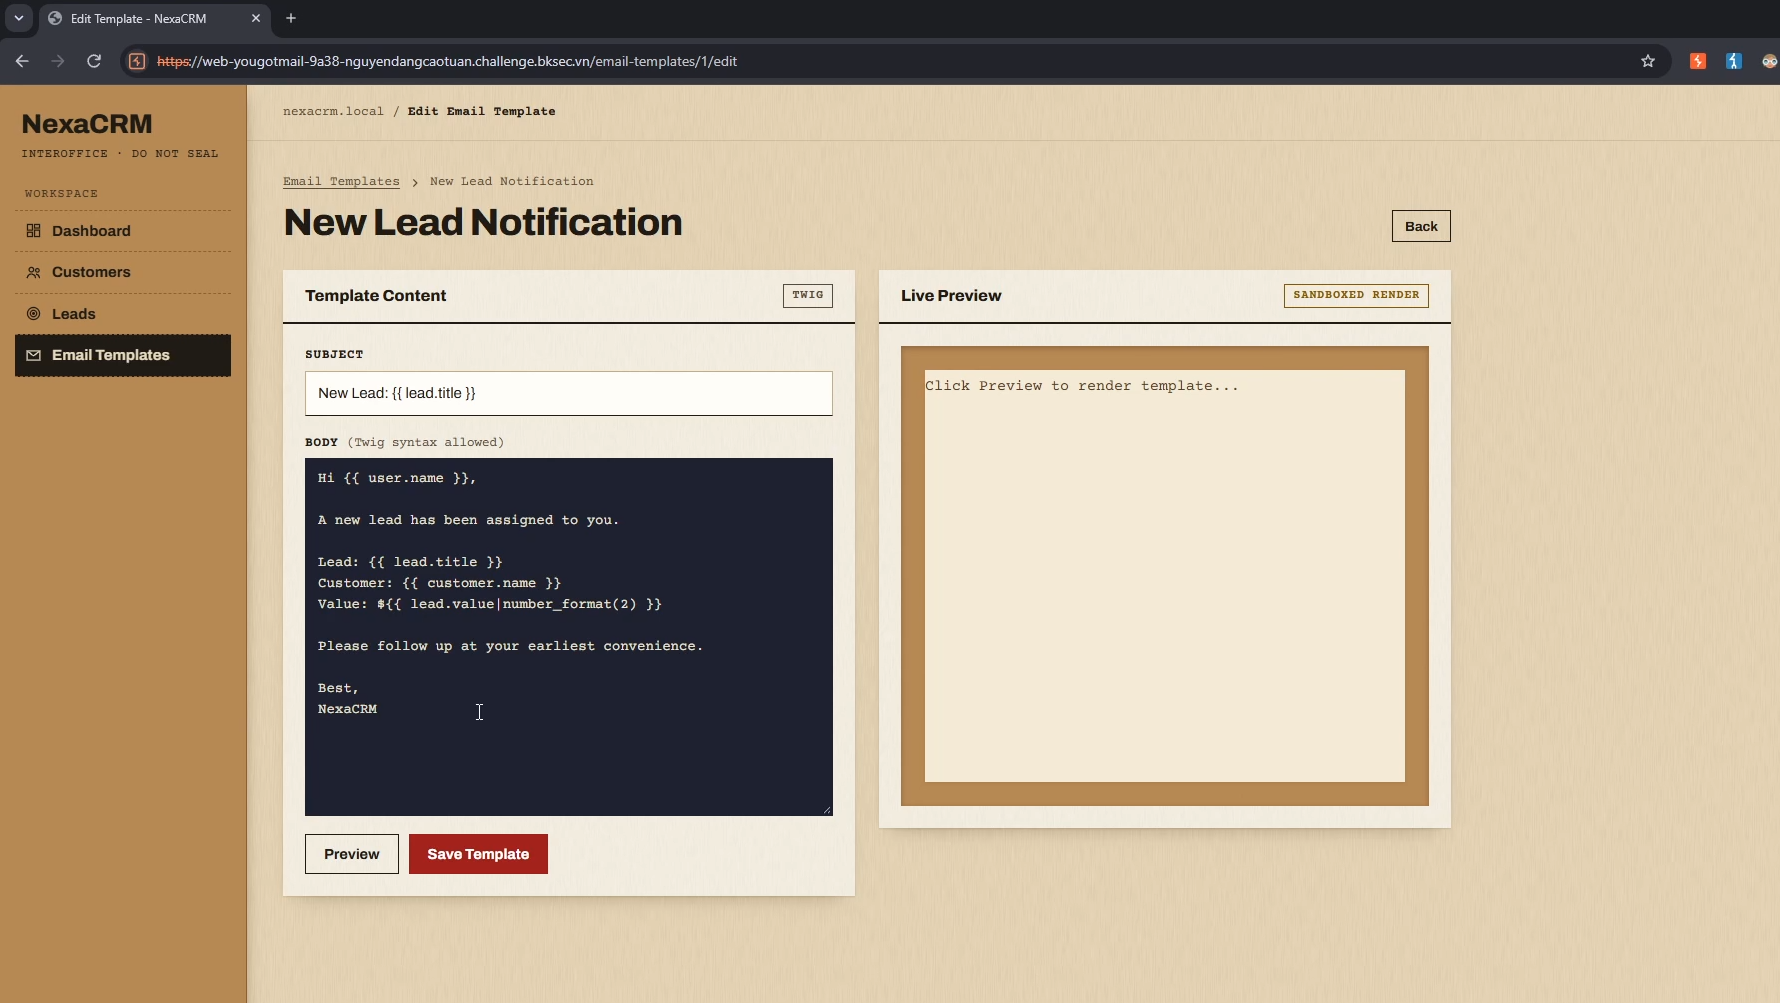 Edit Template - NexaCRM
https://web-yougotmail-9a38-nguyendangcaotuan.challenge.bksec.vn/email-templates/1/edit
NexaCRM
INTEROFFICE · DO NOT SEAL
WORKSPACE
Dashboard
Customers
Leads
Email Templates
nexacrm.local / Edit Email Template
Email Templates › New Lead Notification
New Lead Notification
Back
Template Content
TWIG
SUBJECT
New Lead: {{ lead.title }}
BODY (Twig syntax allowed)
Hi {{ user.name }},
A new lead has been assigned to you.
Lead: {{ lead.title }}
Customer: {{ customer.name }}
Value: ${{ lead.value|number_format(2) }}
Please follow up at your earliest convenience.
Best,
NexaCRM
Preview
Save Template
Live Preview
SANDBOXED RENDER
Click Preview to render template...